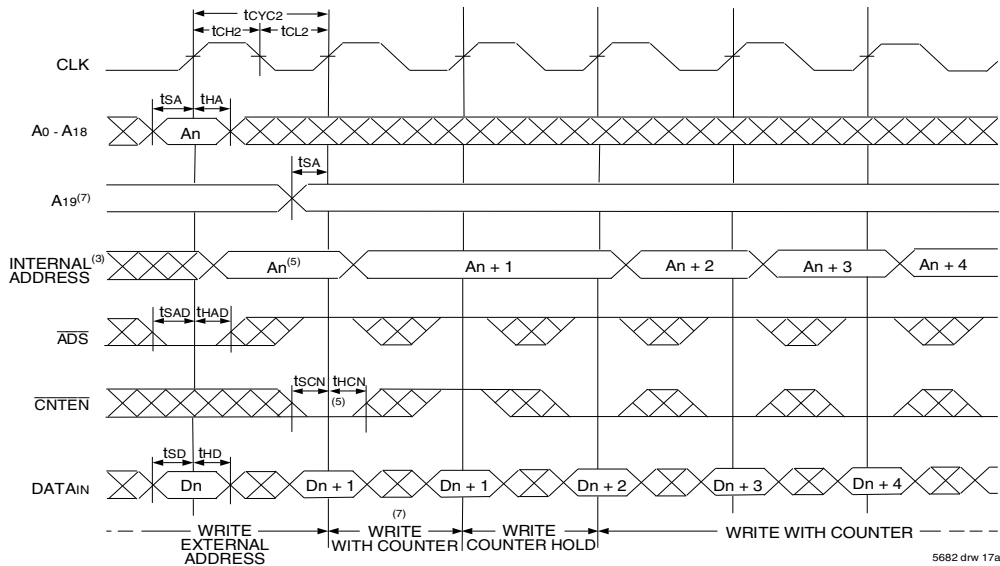 tCYC2
tCH2 tCL2
CLK
tSA tHA
A0 - A18 An
tSA
A19(7)
INTERNAL(3) ADDRESS An(5) An + 1 An + 2 An + 3 An + 4
tSAD tHAD
ADS
tSCN tHCN
CNTEN (5)
tSD tHD
DATAIN Dn Dn + 1 Dn + 1 Dn + 2 Dn + 3 Dn + 4
WRITE EXTERNAL ADDRESS
(7)
WRITE WITH COUNTER
WRITE COUNTER HOLD
WRITE WITH COUNTER
5682 drw 17a